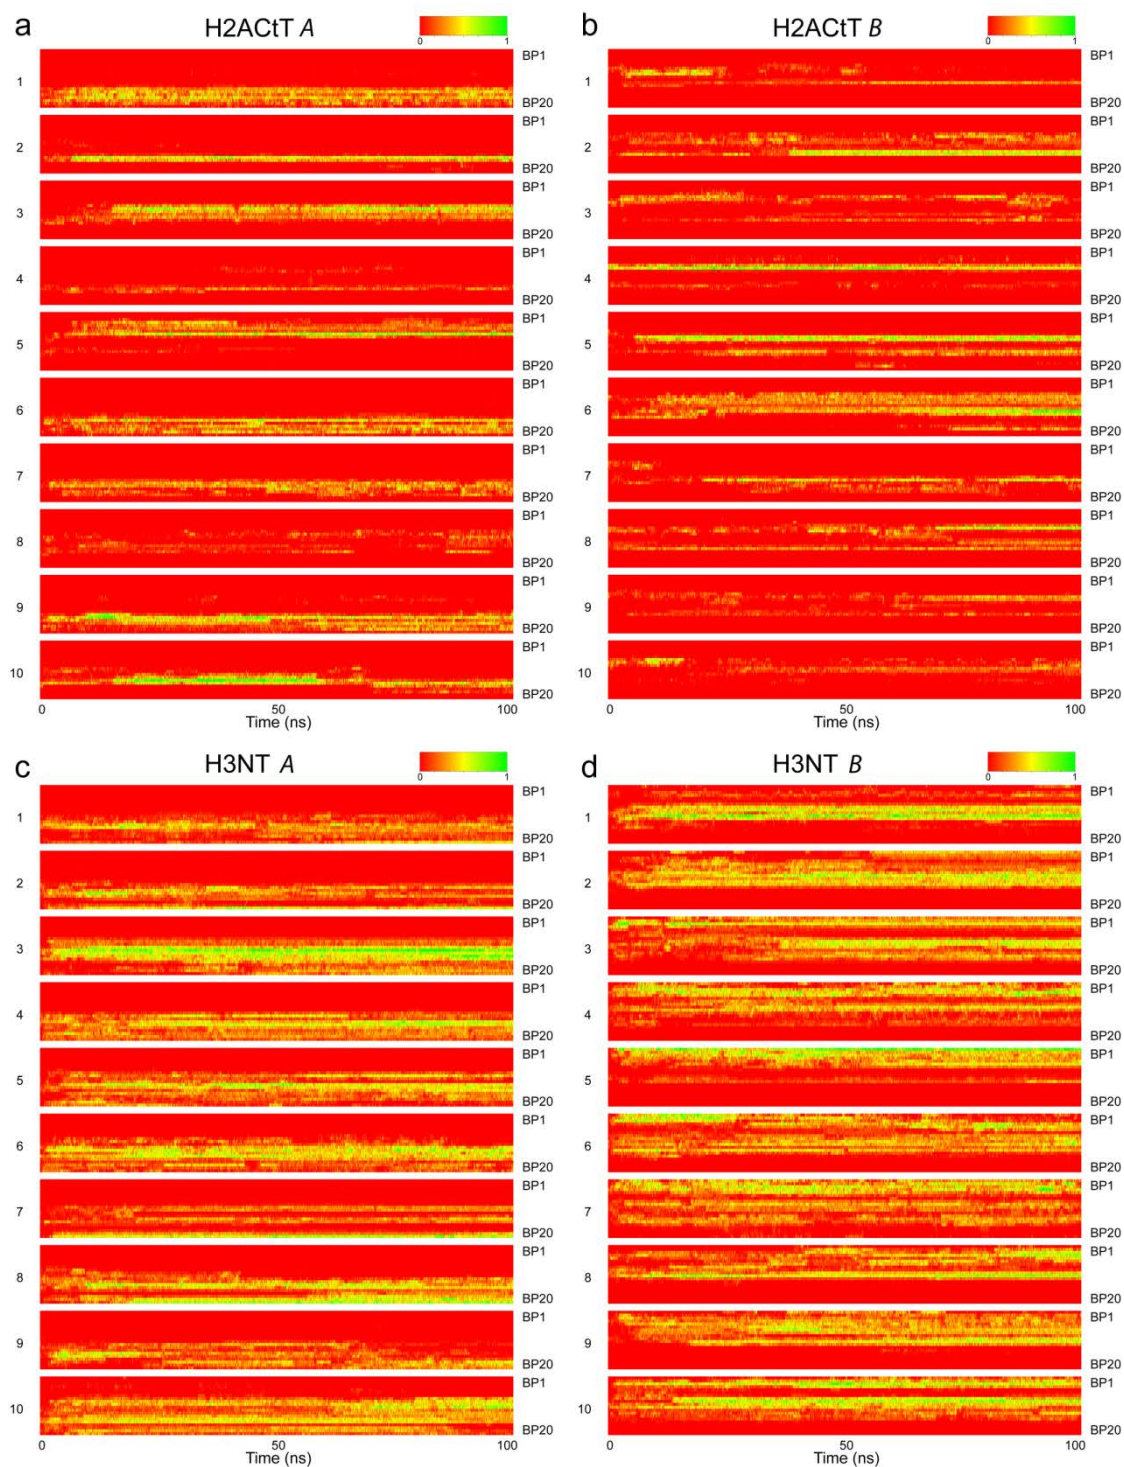 a
H2ACtT A
0 1
1 BP1
BP20
2 BP1
BP20
3 BP1
BP20
4 BP1
BP20
5 BP1
BP20
6 BP1
BP20
7 BP1
BP20
8 BP1
BP20
9 BP1
BP20
10 BP1
BP20
0 50 100
Time (ns)
b
H2ACtT B
0 1
1 BP1
BP20
2 BP1
BP20
3 BP1
BP20
4 BP1
BP20
5 BP1
BP20
6 BP1
BP20
7 BP1
BP20
8 BP1
BP20
9 BP1
BP20
10 BP1
BP20
0 50 100
Time (ns)
c
H3NT A
0 1
1 BP1
BP20
2 BP1
BP20
3 BP1
BP20
4 BP1
BP20
5 BP1
BP20
6 BP1
BP20
7 BP1
BP20
8 BP1
BP20
9 BP1
BP20
10 BP1
BP20
0 50 100
Time (ns)
d
H3NT B
0 1
1 BP1
BP20
2 BP1
BP20
3 BP1
BP20
4 BP1
BP20
5 BP1
BP20
6 BP1
BP20
7 BP1
BP20
8 BP1
BP20
9 BP1
BP20
10 BP1
BP20
0 50 100
Time (ns)